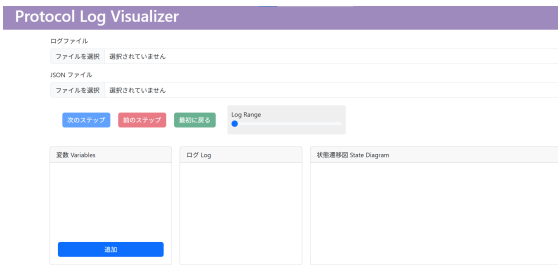 Protocol Log Visualizer
ログファイル
ファイルを選択 選択されていません
JSON ファイル
ファイルを選択 選択されていません
次のステップ 前のステップ 最初に戻る Log Range
変数 Variables ログ Log 状態遷移図 State Diagram
追加